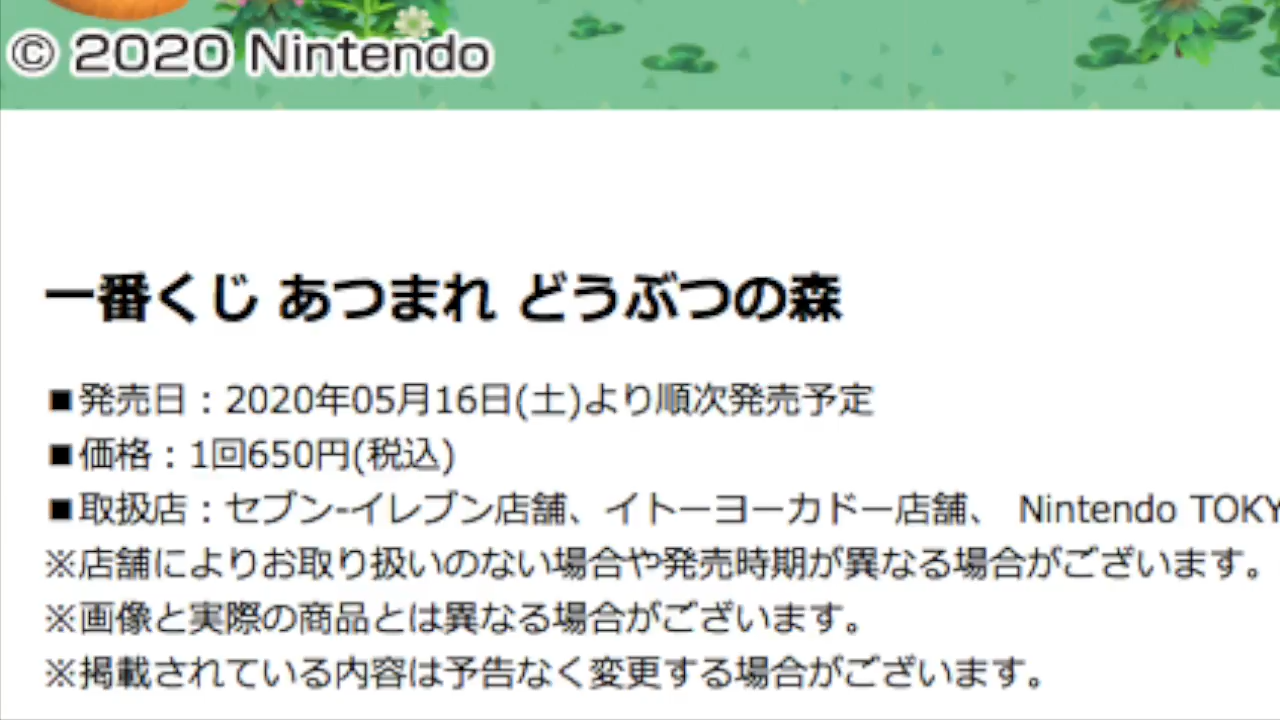 © 2020 Nintendo
一番くじ あつまれ どうぶつの森
■発売日：2020年05月16日(土)より順次発売予定
■価格：1回650円(税込)
■取扱店：セブン-イレブン店舗、イトーヨーカドー店舗、 Nintendo TOKY
※店舗によりお取り扱いのない場合や発売時期が異なる場合がございます。
※画像と実際の商品とは異なる場合がございます。
※掲載されている内容は予告なく変更する場合がございます。